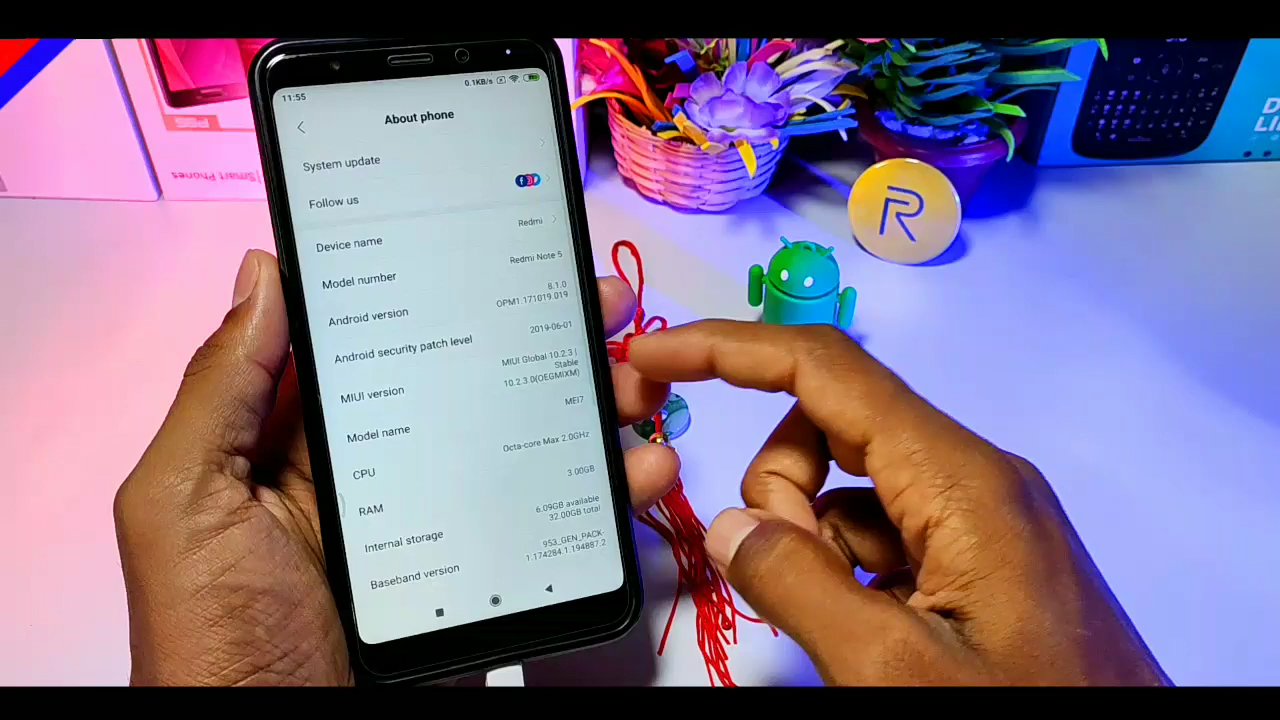 11:55
0.1KB/s
About phone
System update
Follow us
Device name
Redmi
Model number
Redmi Note 5
Android version
8.1.0
OPM1.171019.019
Android security patch level
2019-06-01
MIUI version
MIUI Global 10.2.3 |
Stable
10.2.3.0(OEGMIXM)
Model name
MEI7
CPU
Octa-core Max 2.0GHz
RAM
3.00GB
Internal storage
6.09GB available
32.00GB total
Baseband version
953_GEN_PACK-
1.174284.1.194887.2
Smart Phones
R